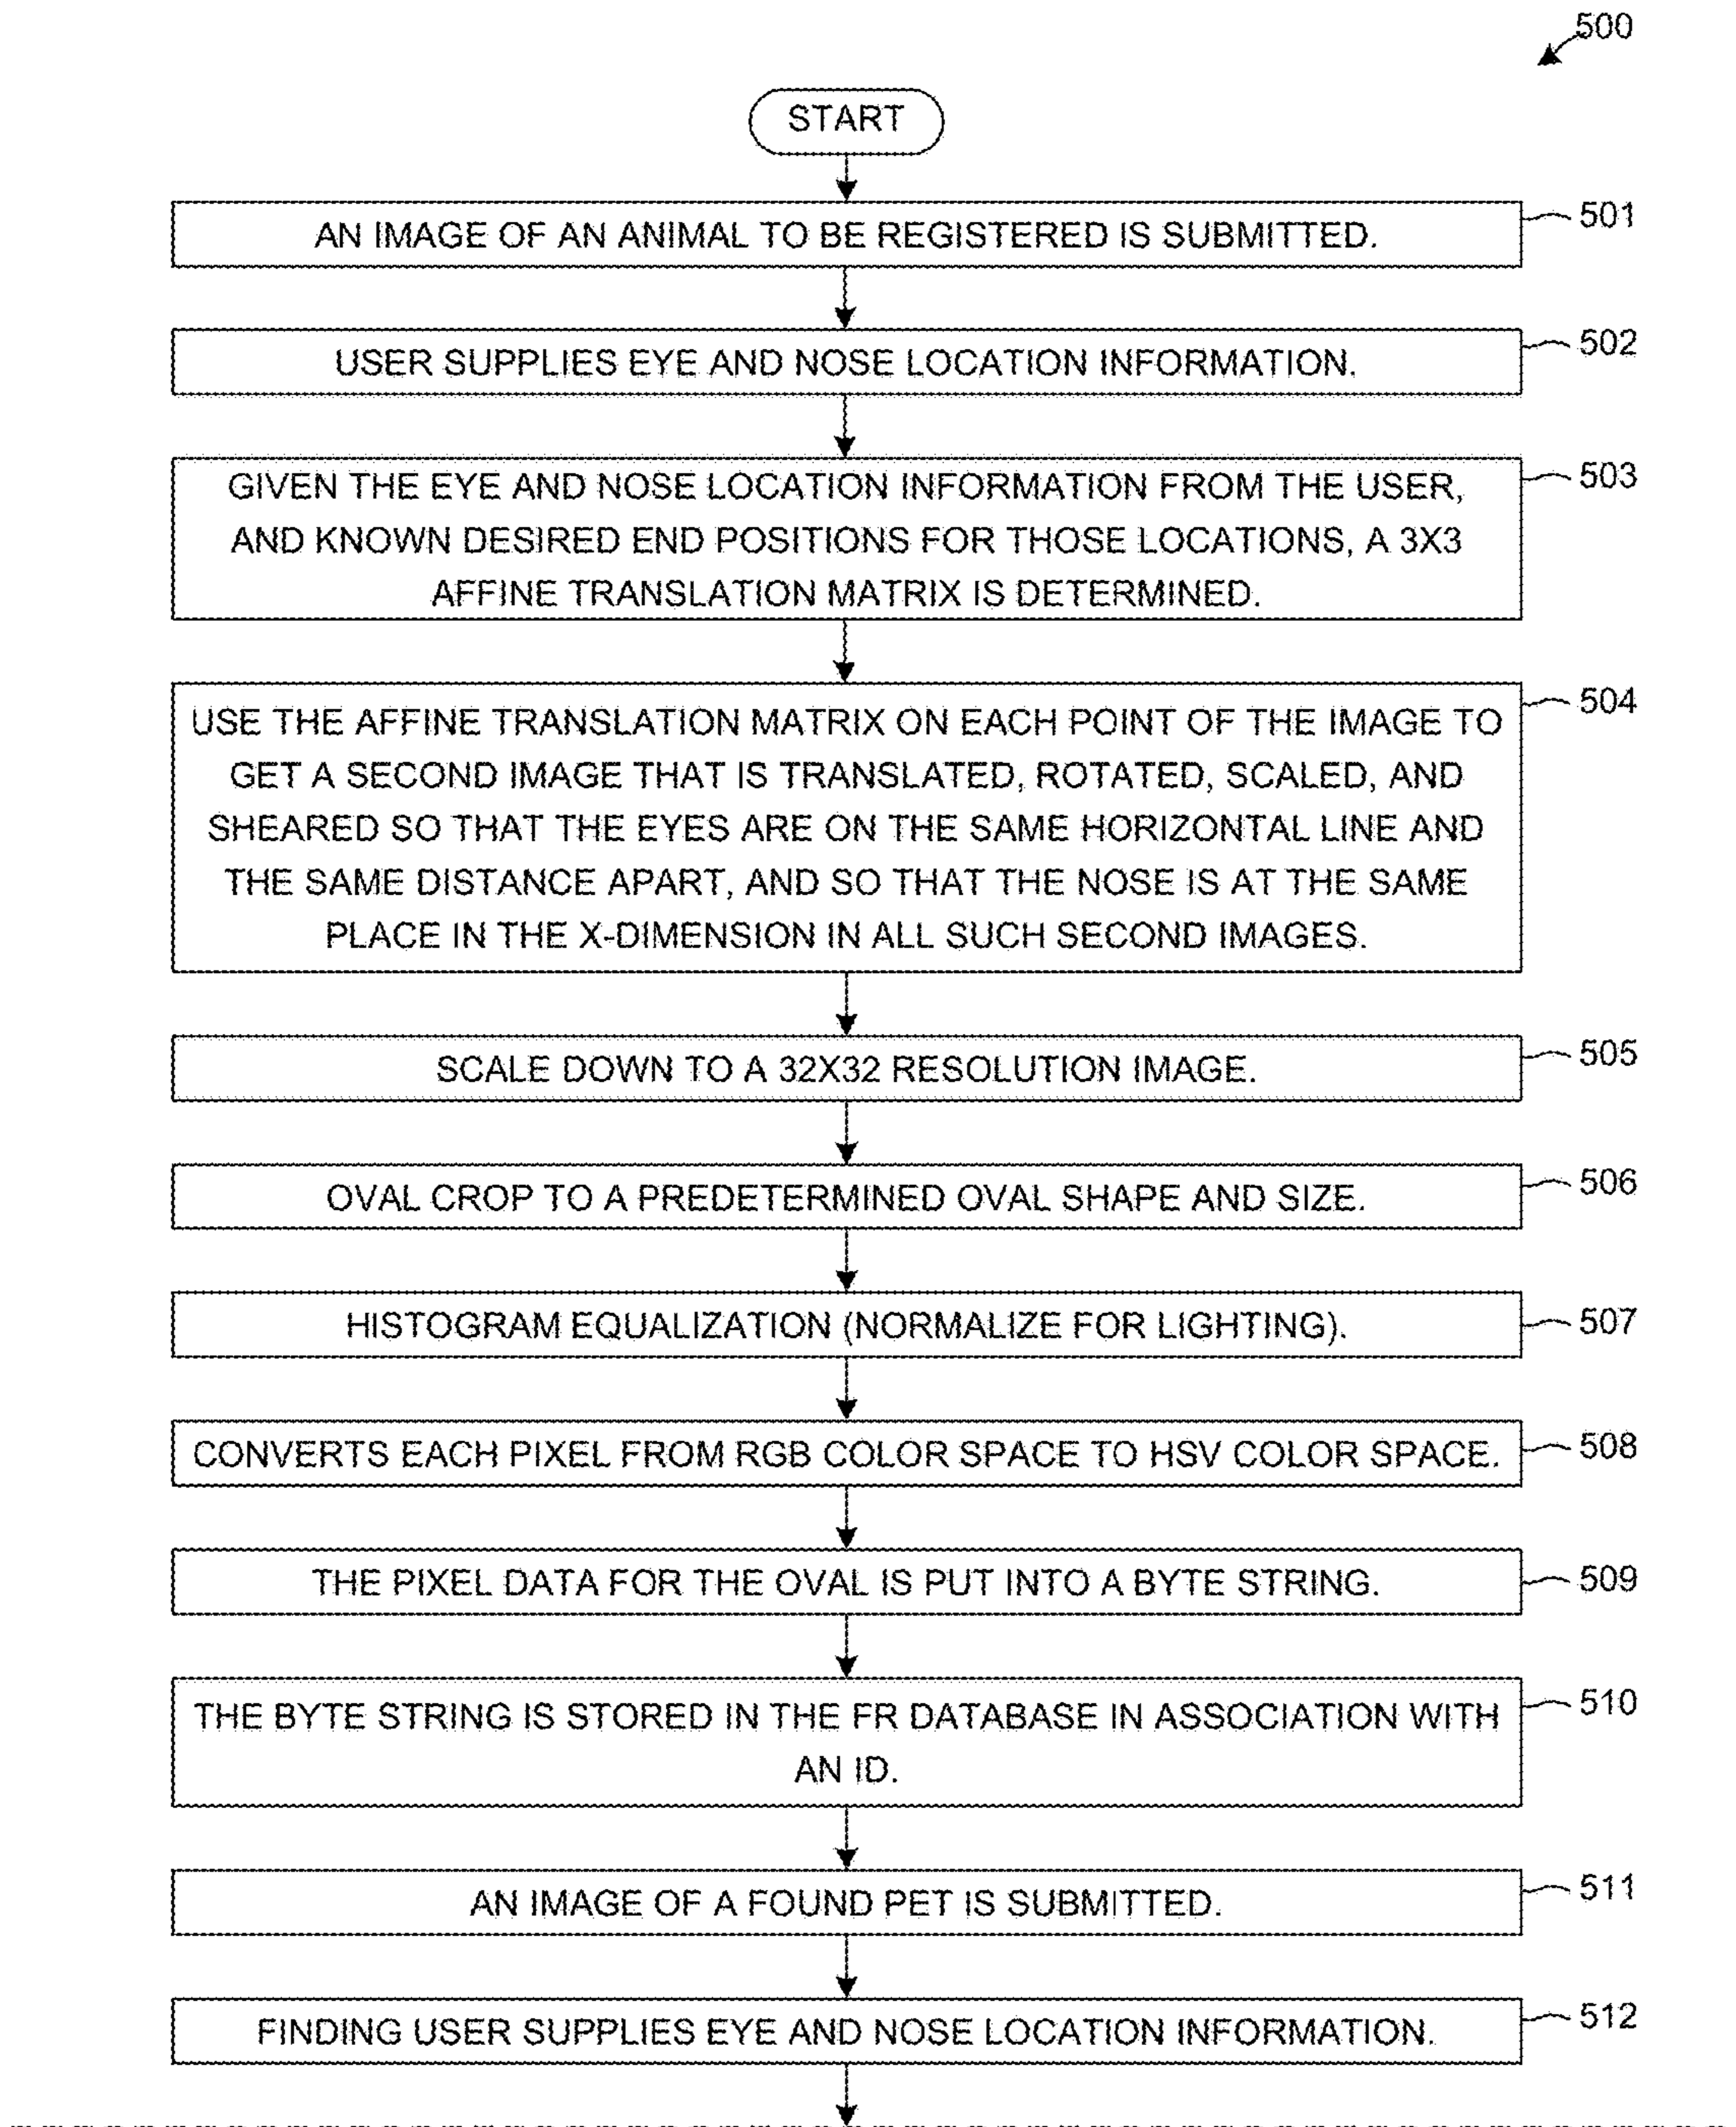 500
START
AN IMAGE OF AN ANIMAL TO BE REGISTERED IS SUBMITTED.
501
USER SUPPLIES EYE AND NOSE LOCATION INFORMATION.
502
GIVEN THE EYE AND NOSE LOCATION INFORMATION FROM THE USER,
AND KNOWN DESIRED END POSITIONS FOR THOSE LOCATIONS, A 3X3
AFFINE TRANSLATION MATRIX IS DETERMINED.
503
USE THE AFFINE TRANSLATION MATRIX ON EACH POINT OF THE IMAGE TO
GET A SECOND IMAGE THAT IS TRANSLATED, ROTATED, SCALED, AND
SHEARED SO THAT THE EYES ARE ON THE SAME HORIZONTAL LINE AND
THE SAME DISTANCE APART, AND SO THAT THE NOSE IS AT THE SAME
PLACE IN THE X-DIMENSION IN ALL SUCH SECOND IMAGES.
504
SCALE DOWN TO A 32X32 RESOLUTION IMAGE.
505
OVAL CROP TO A PREDETERMINED OVAL SHAPE AND SIZE.
506
HISTOGRAM EQUALIZATION (NORMALIZE FOR LIGHTING).
507
CONVERTS EACH PIXEL FROM RGB COLOR SPACE TO HSV COLOR SPACE.
508
THE PIXEL DATA FOR THE OVAL IS PUT INTO A BYTE STRING.
509
THE BYTE STRING IS STORED IN THE FR DATABASE IN ASSOCIATION WITH
AN ID.
510
AN IMAGE OF A FOUND PET IS SUBMITTED.
511
FINDING USER SUPPLIES EYE AND NOSE LOCATION INFORMATION.
512